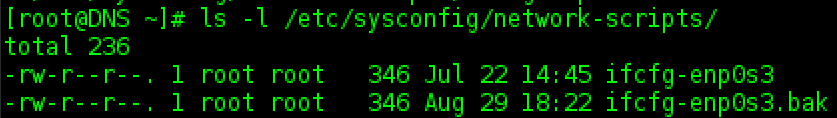 [root@DNS ~]# ls -l /etc/sysconfig/network-scripts/
total 236
-rw-r--r--. 1 root root   346 Jul 22 14:45 ifcfg-enp0s3
-rw-r--r--. 1 root root   346 Aug 29 18:22 ifcfg-enp0s3.bak